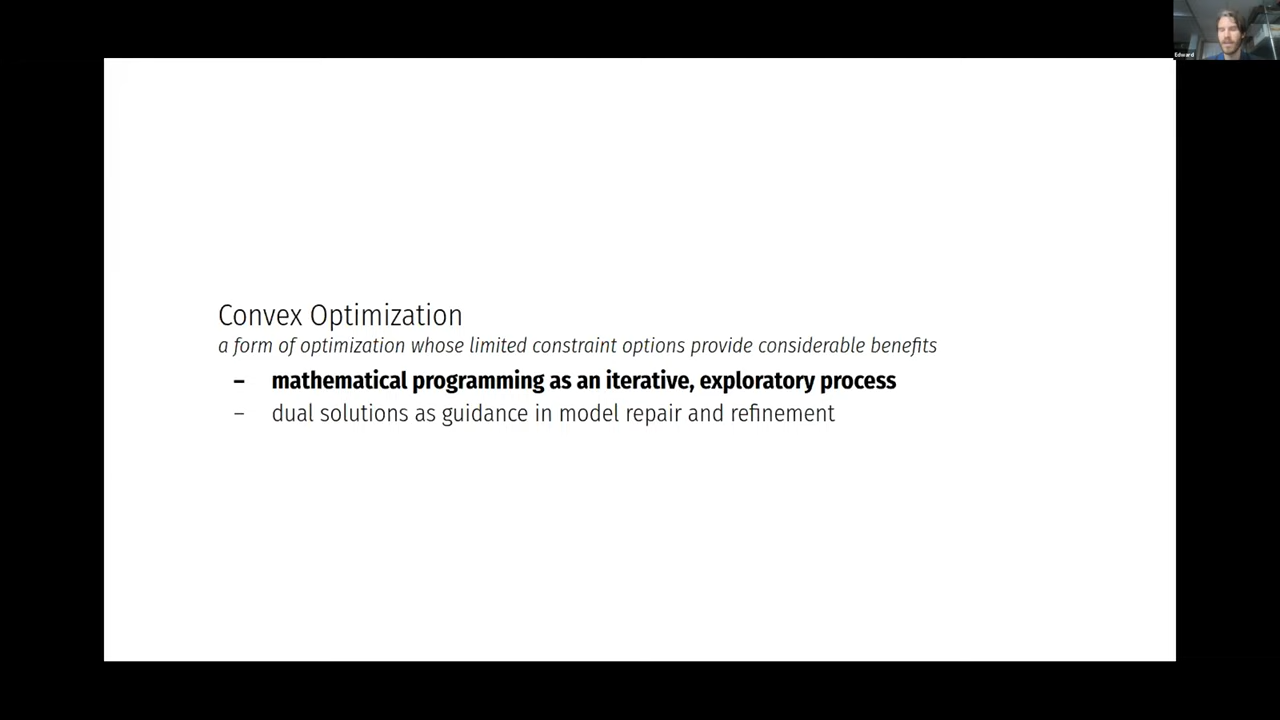 Edward
Convex Optimization
a form of optimization whose limited constraint options provide considerable benefits
– mathematical programming as an iterative, exploratory process
– dual solutions as guidance in model repair and refinement